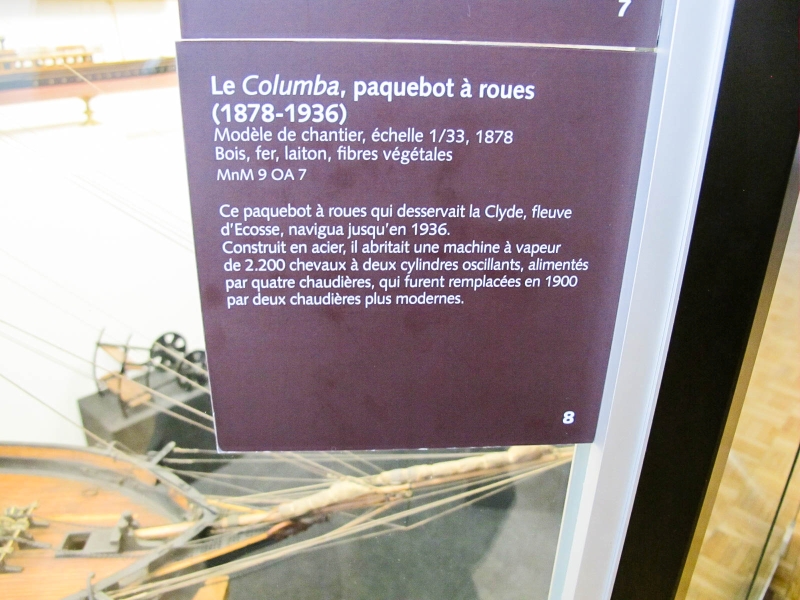 7
Le Columba, paquebot à roues
(1878-1936)
Modèle de chantier, échelle 1/33, 1878
Bois, fer, laiton, fibres végétales
MnM 9 OA 7
Ce paquebot à roues qui desservait la Clyde, fleuve
d'Ecosse, navigua jusqu'en 1936.
Construit en acier, il abritait une machine à vapeur
de 2.200 chevaux à deux cylindres oscillants, alimentés
par quatre chaudières, qui furent remplacées en 1900
par deux chaudières plus modernes.
8